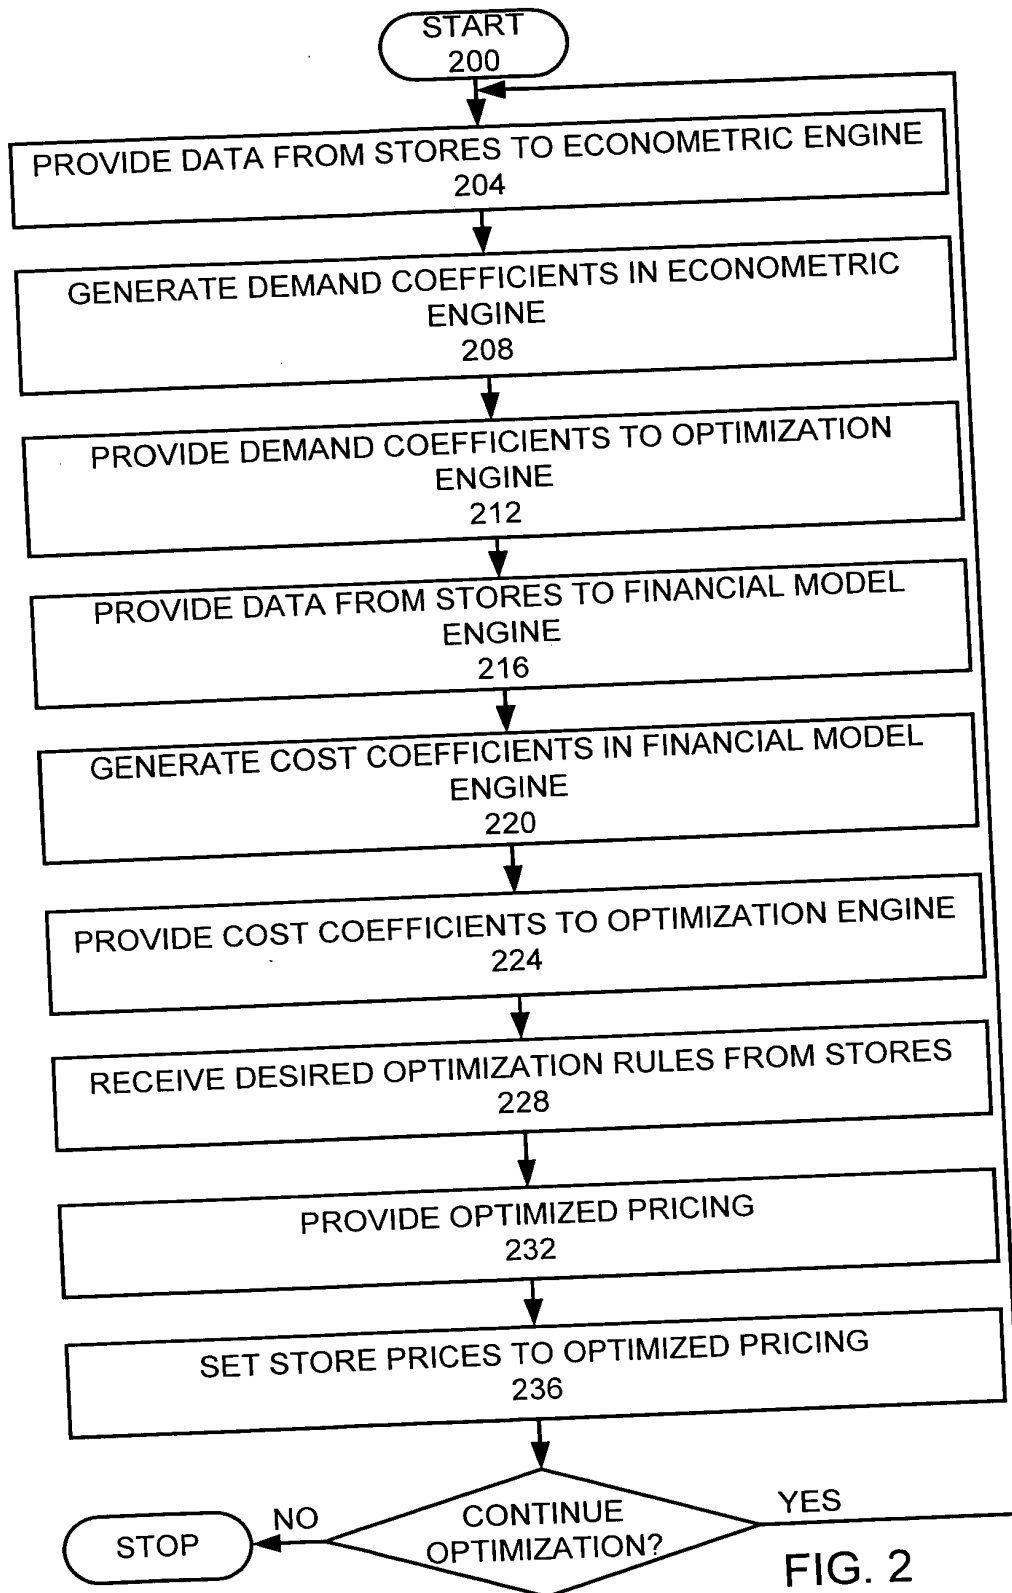 START
200
PROVIDE DATA FROM STORES TO ECONOMETRIC ENGINE
204
GENERATE DEMAND COEFFICIENTS IN ECONOMETRIC
ENGINE
208
PROVIDE DEMAND COEFFICIENTS TO OPTIMIZATION
ENGINE
212
PROVIDE DATA FROM STORES TO FINANCIAL MODEL
ENGINE
216
GENERATE COST COEFFICIENTS IN FINANCIAL MODEL
ENGINE
220
PROVIDE COST COEFFICIENTS TO OPTIMIZATION ENGINE
224
RECEIVE DESIRED OPTIMIZATION RULES FROM STORES
228
PROVIDE OPTIMIZED PRICING
232
SET STORE PRICES TO OPTIMIZED PRICING
236
CONTINUE
OPTIMIZATION?
NO
YES
STOP
FIG. 2